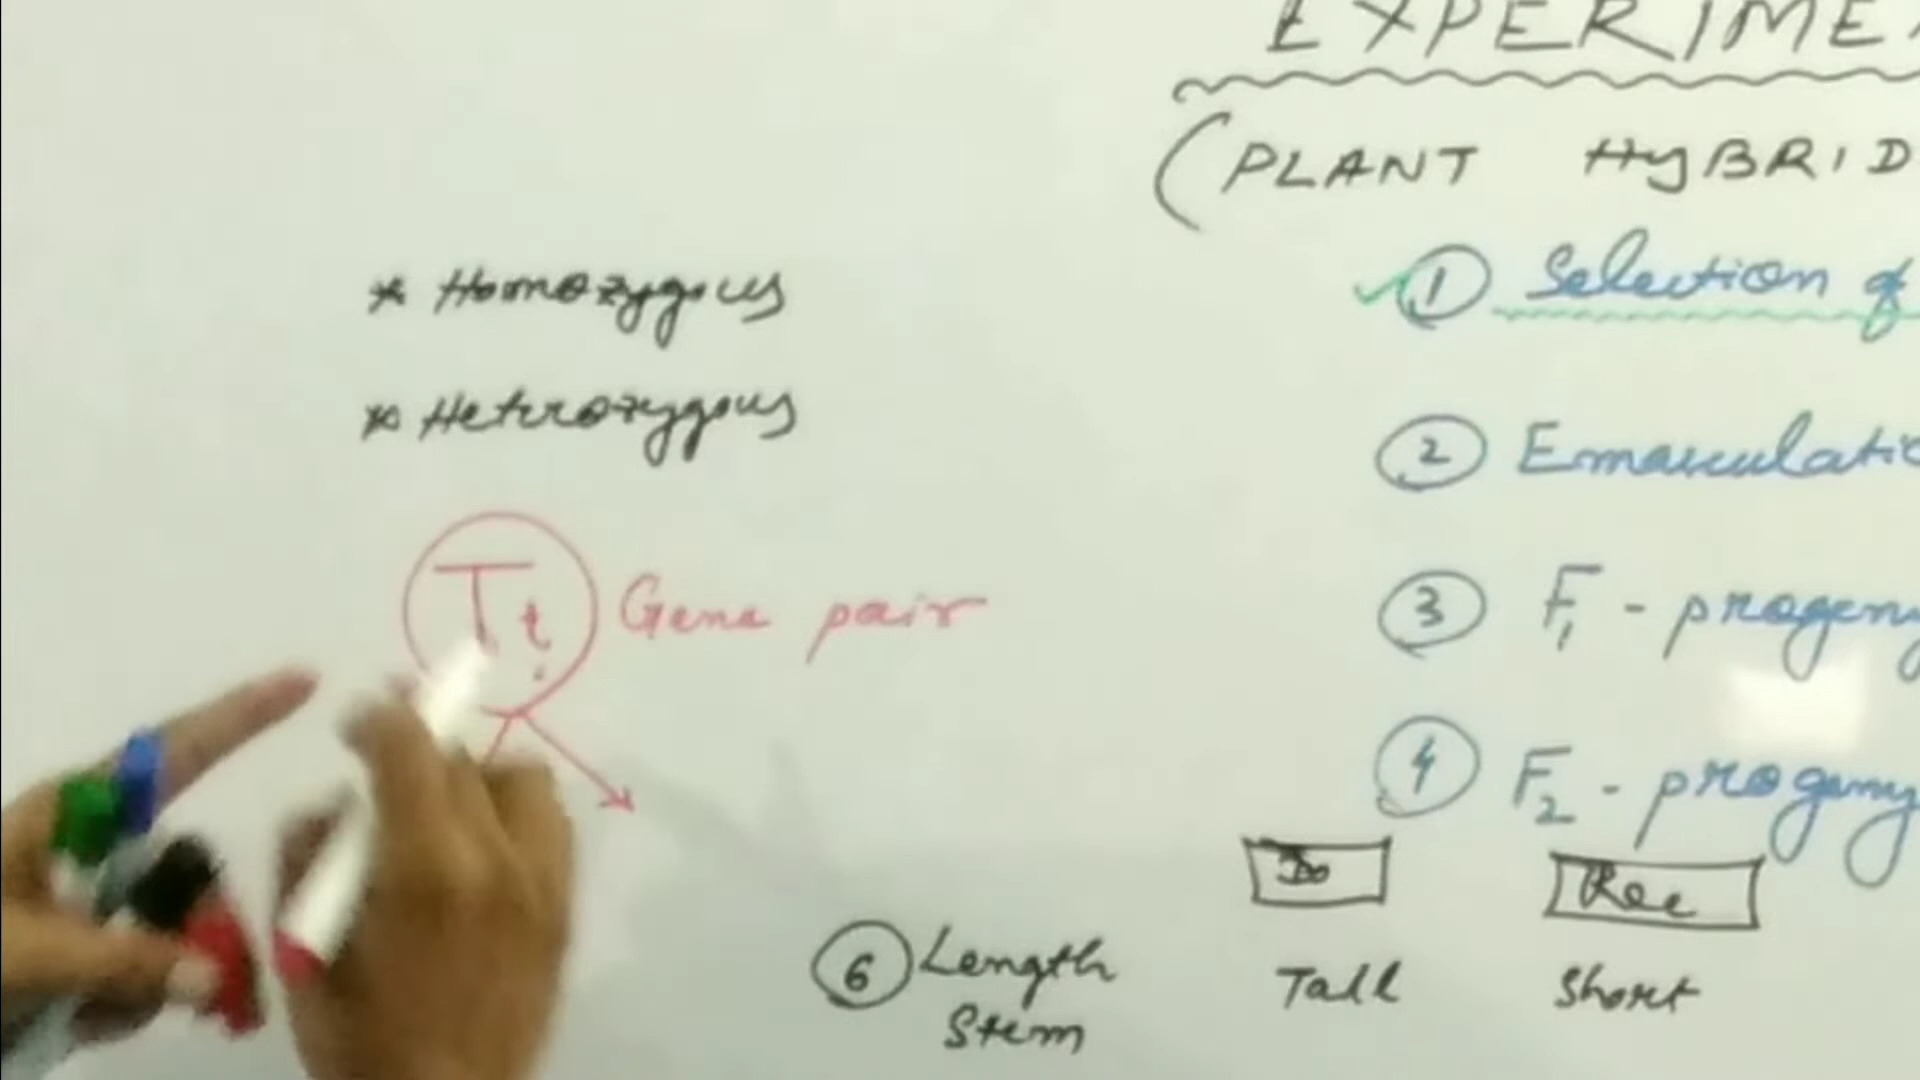 EXPERIME
(PLANT HYBRID
* Homozygous
* Heterozygous
Tt Gene pair
① Selection of
② Emasculatio
③ F₁ - progeny
④ F₂ - progeny
Do Rec
⑥ Length Tall Short
Stem